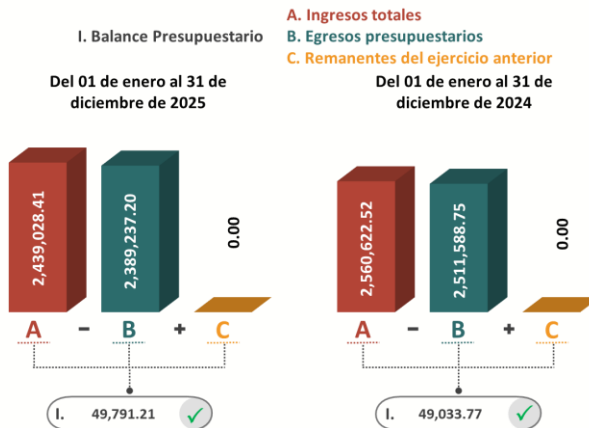 A. Ingresos totales
I. Balance Presupuestario
B. Egresos presupuestarios
C. Remanentes del ejercicio anterior
Del 01 de enero al 31 de
diciembre de 2025
2,439,028.41
2,389,237.20
0.00
A – B + C
I. 49,791.21 ✓
Del 01 de enero al 31 de
diciembre de 2024
2,560,622.52
2,511,588.75
0.00
A – B + C
I. 49,033.77 ✓